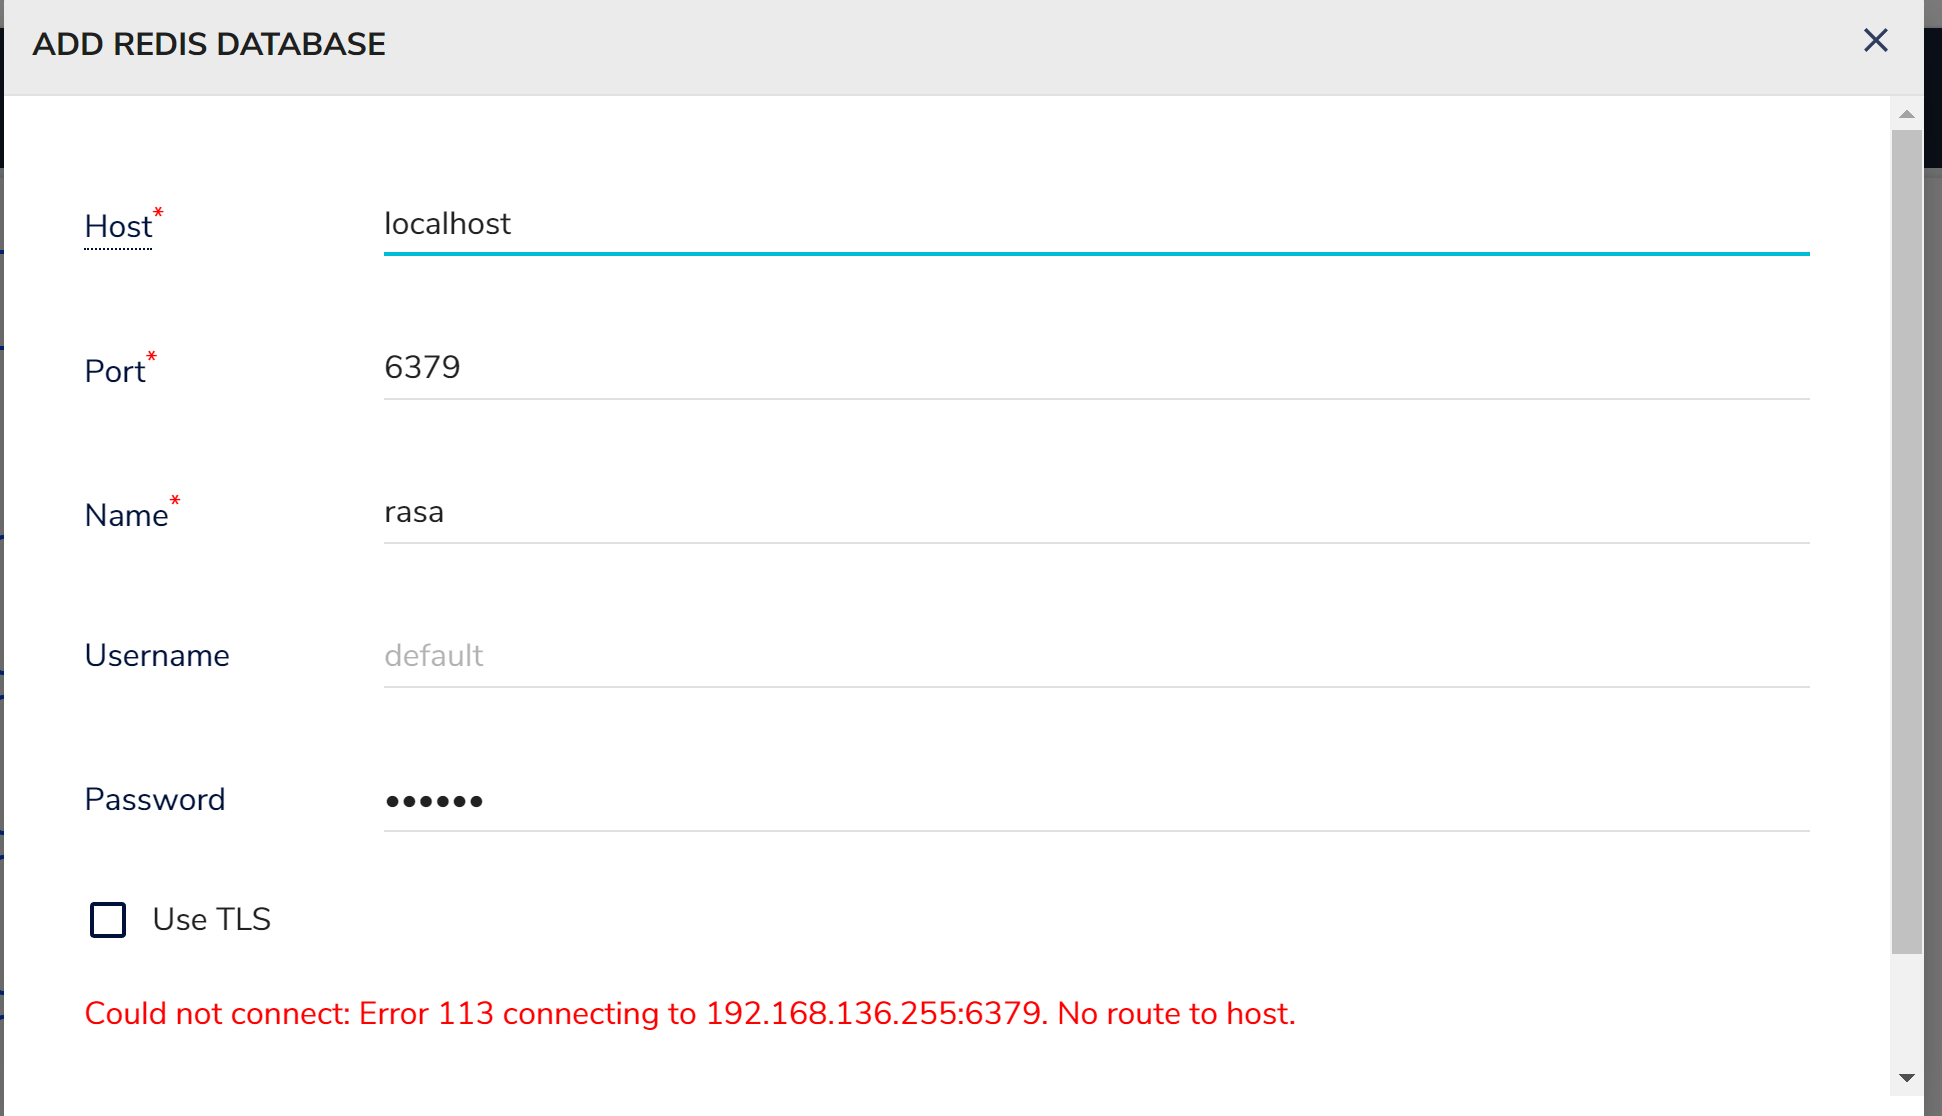 ADD REDIS DATABASE
Host* localhost
Port* 6379
Name* rasa
Username default
Password ••••••
Use TLS
Could not connect: Error 113 connecting to 192.168.136.255:6379. No route to host.